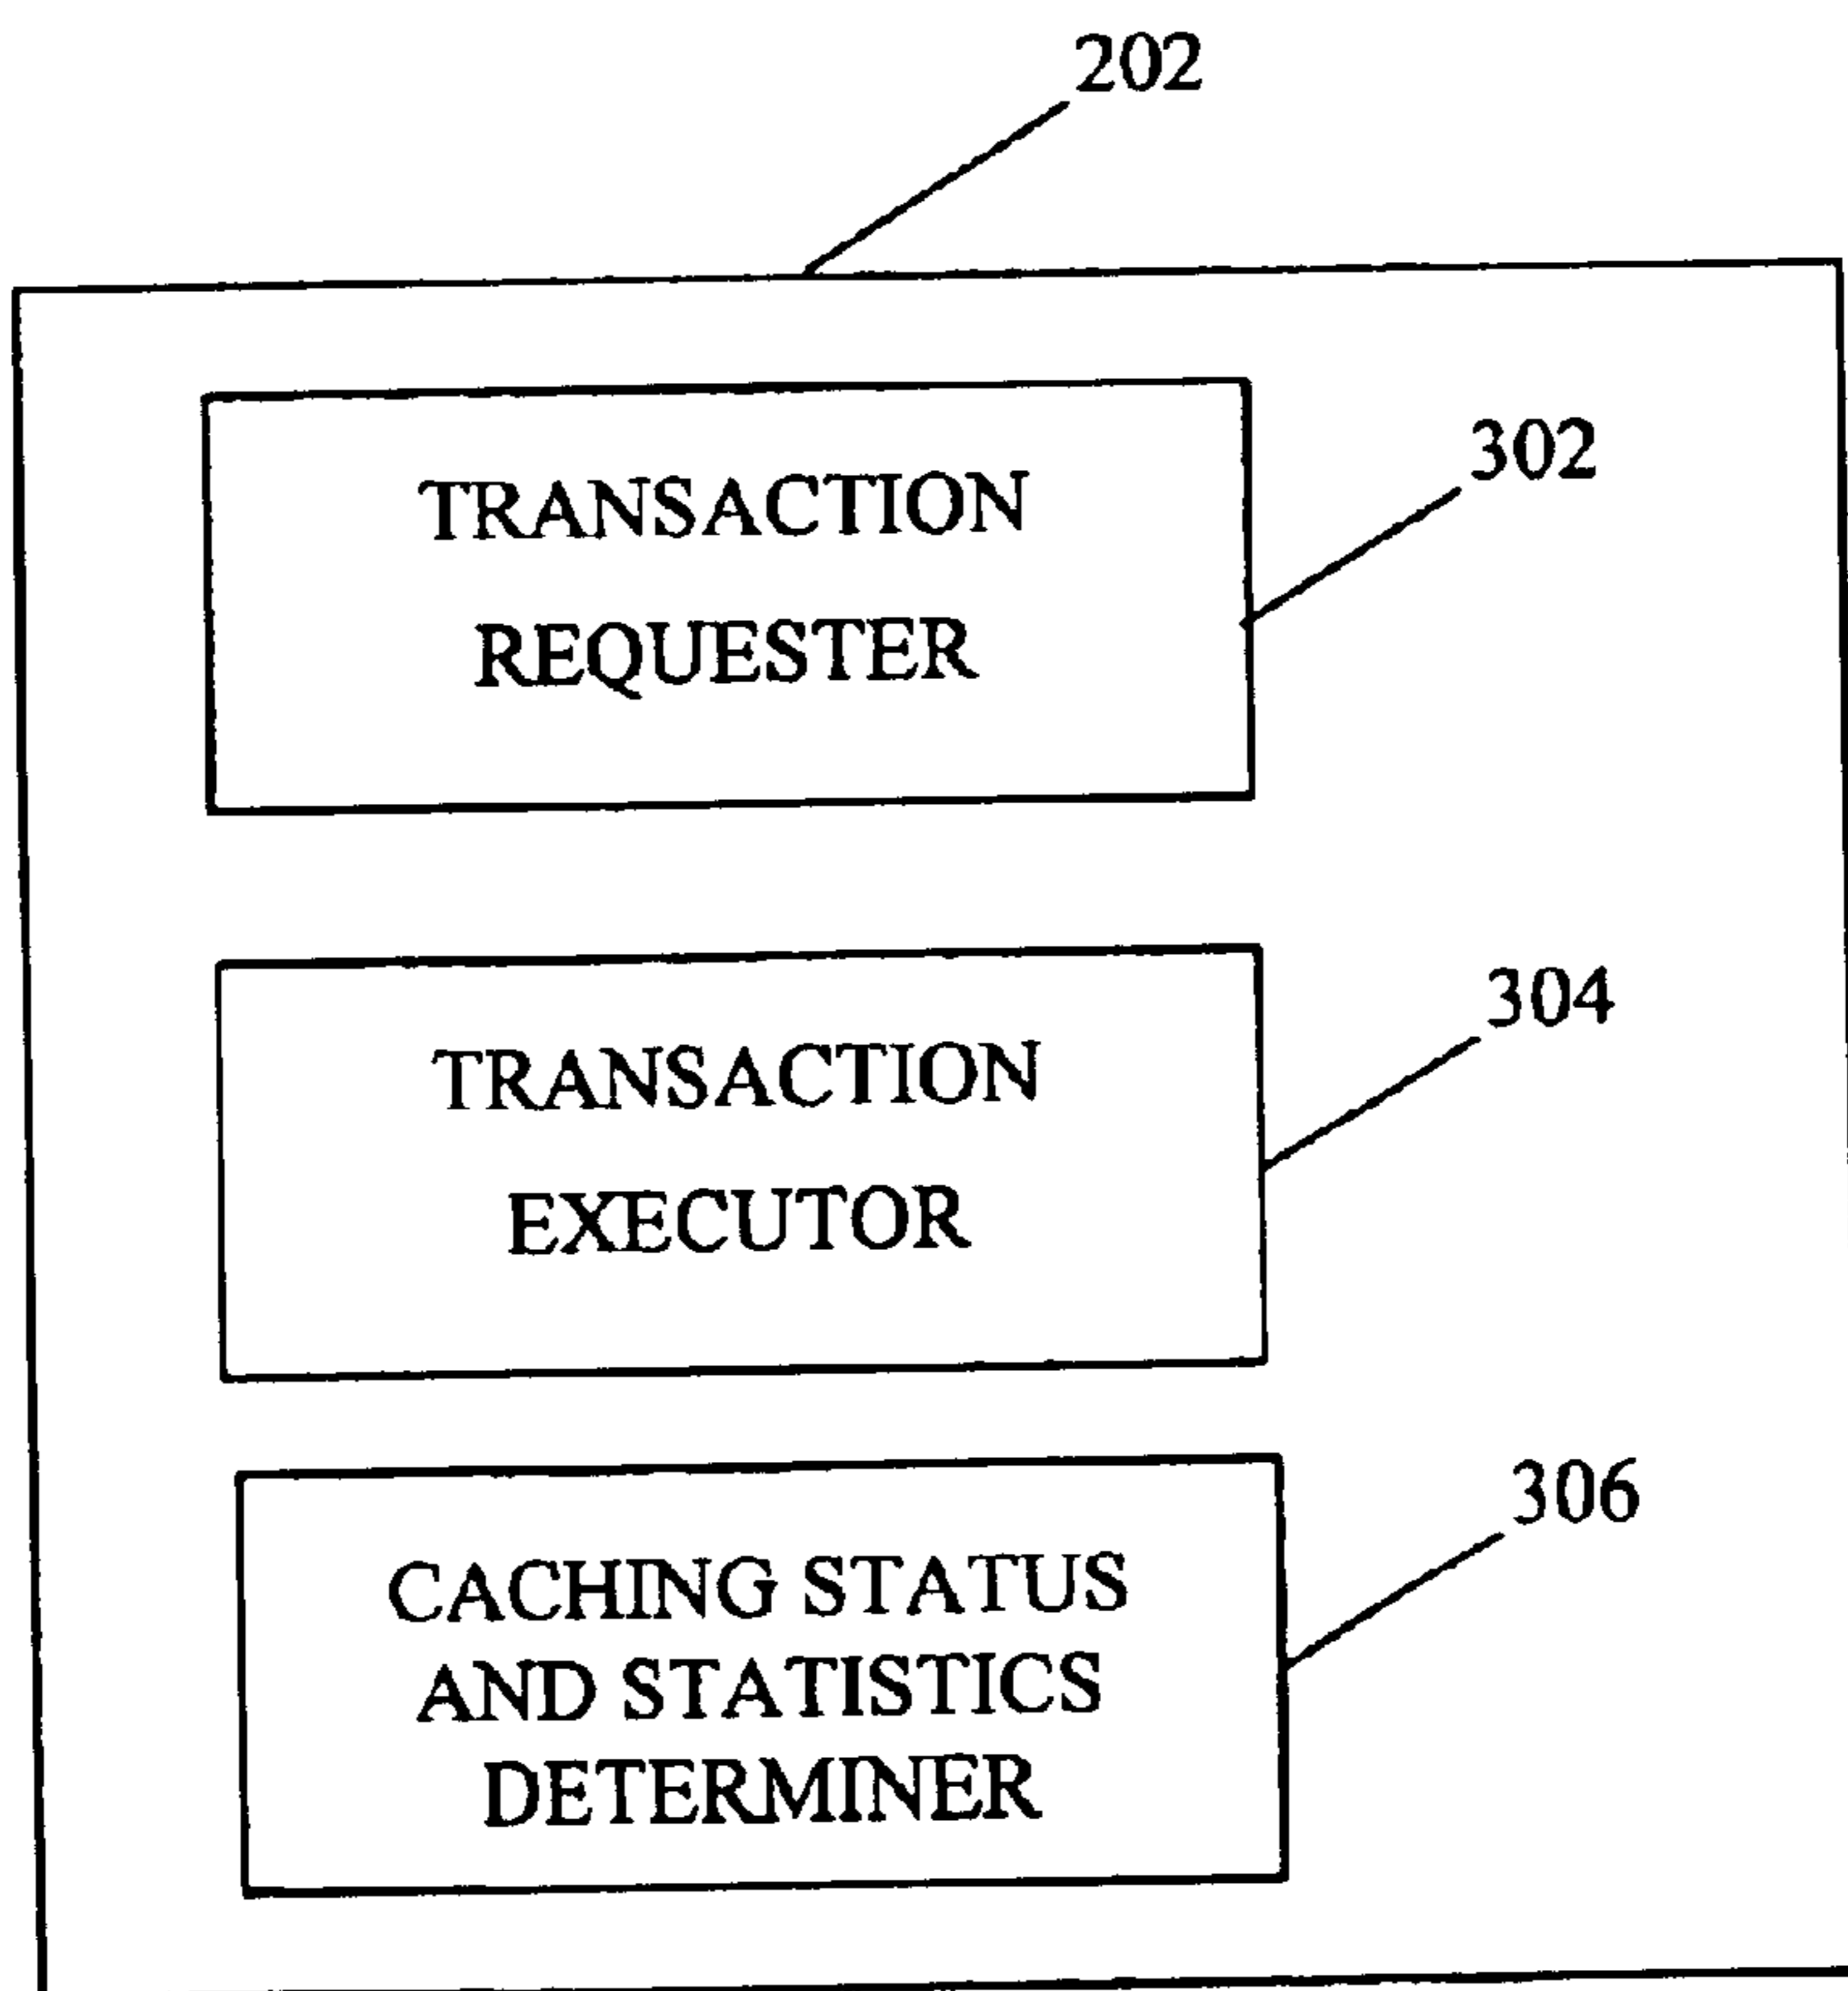 202
TRANSACTION
REQUESTER
302
TRANSACTION
EXECUTOR
304
CACHING STATUS
AND STATISTICS
DETERMINER
306